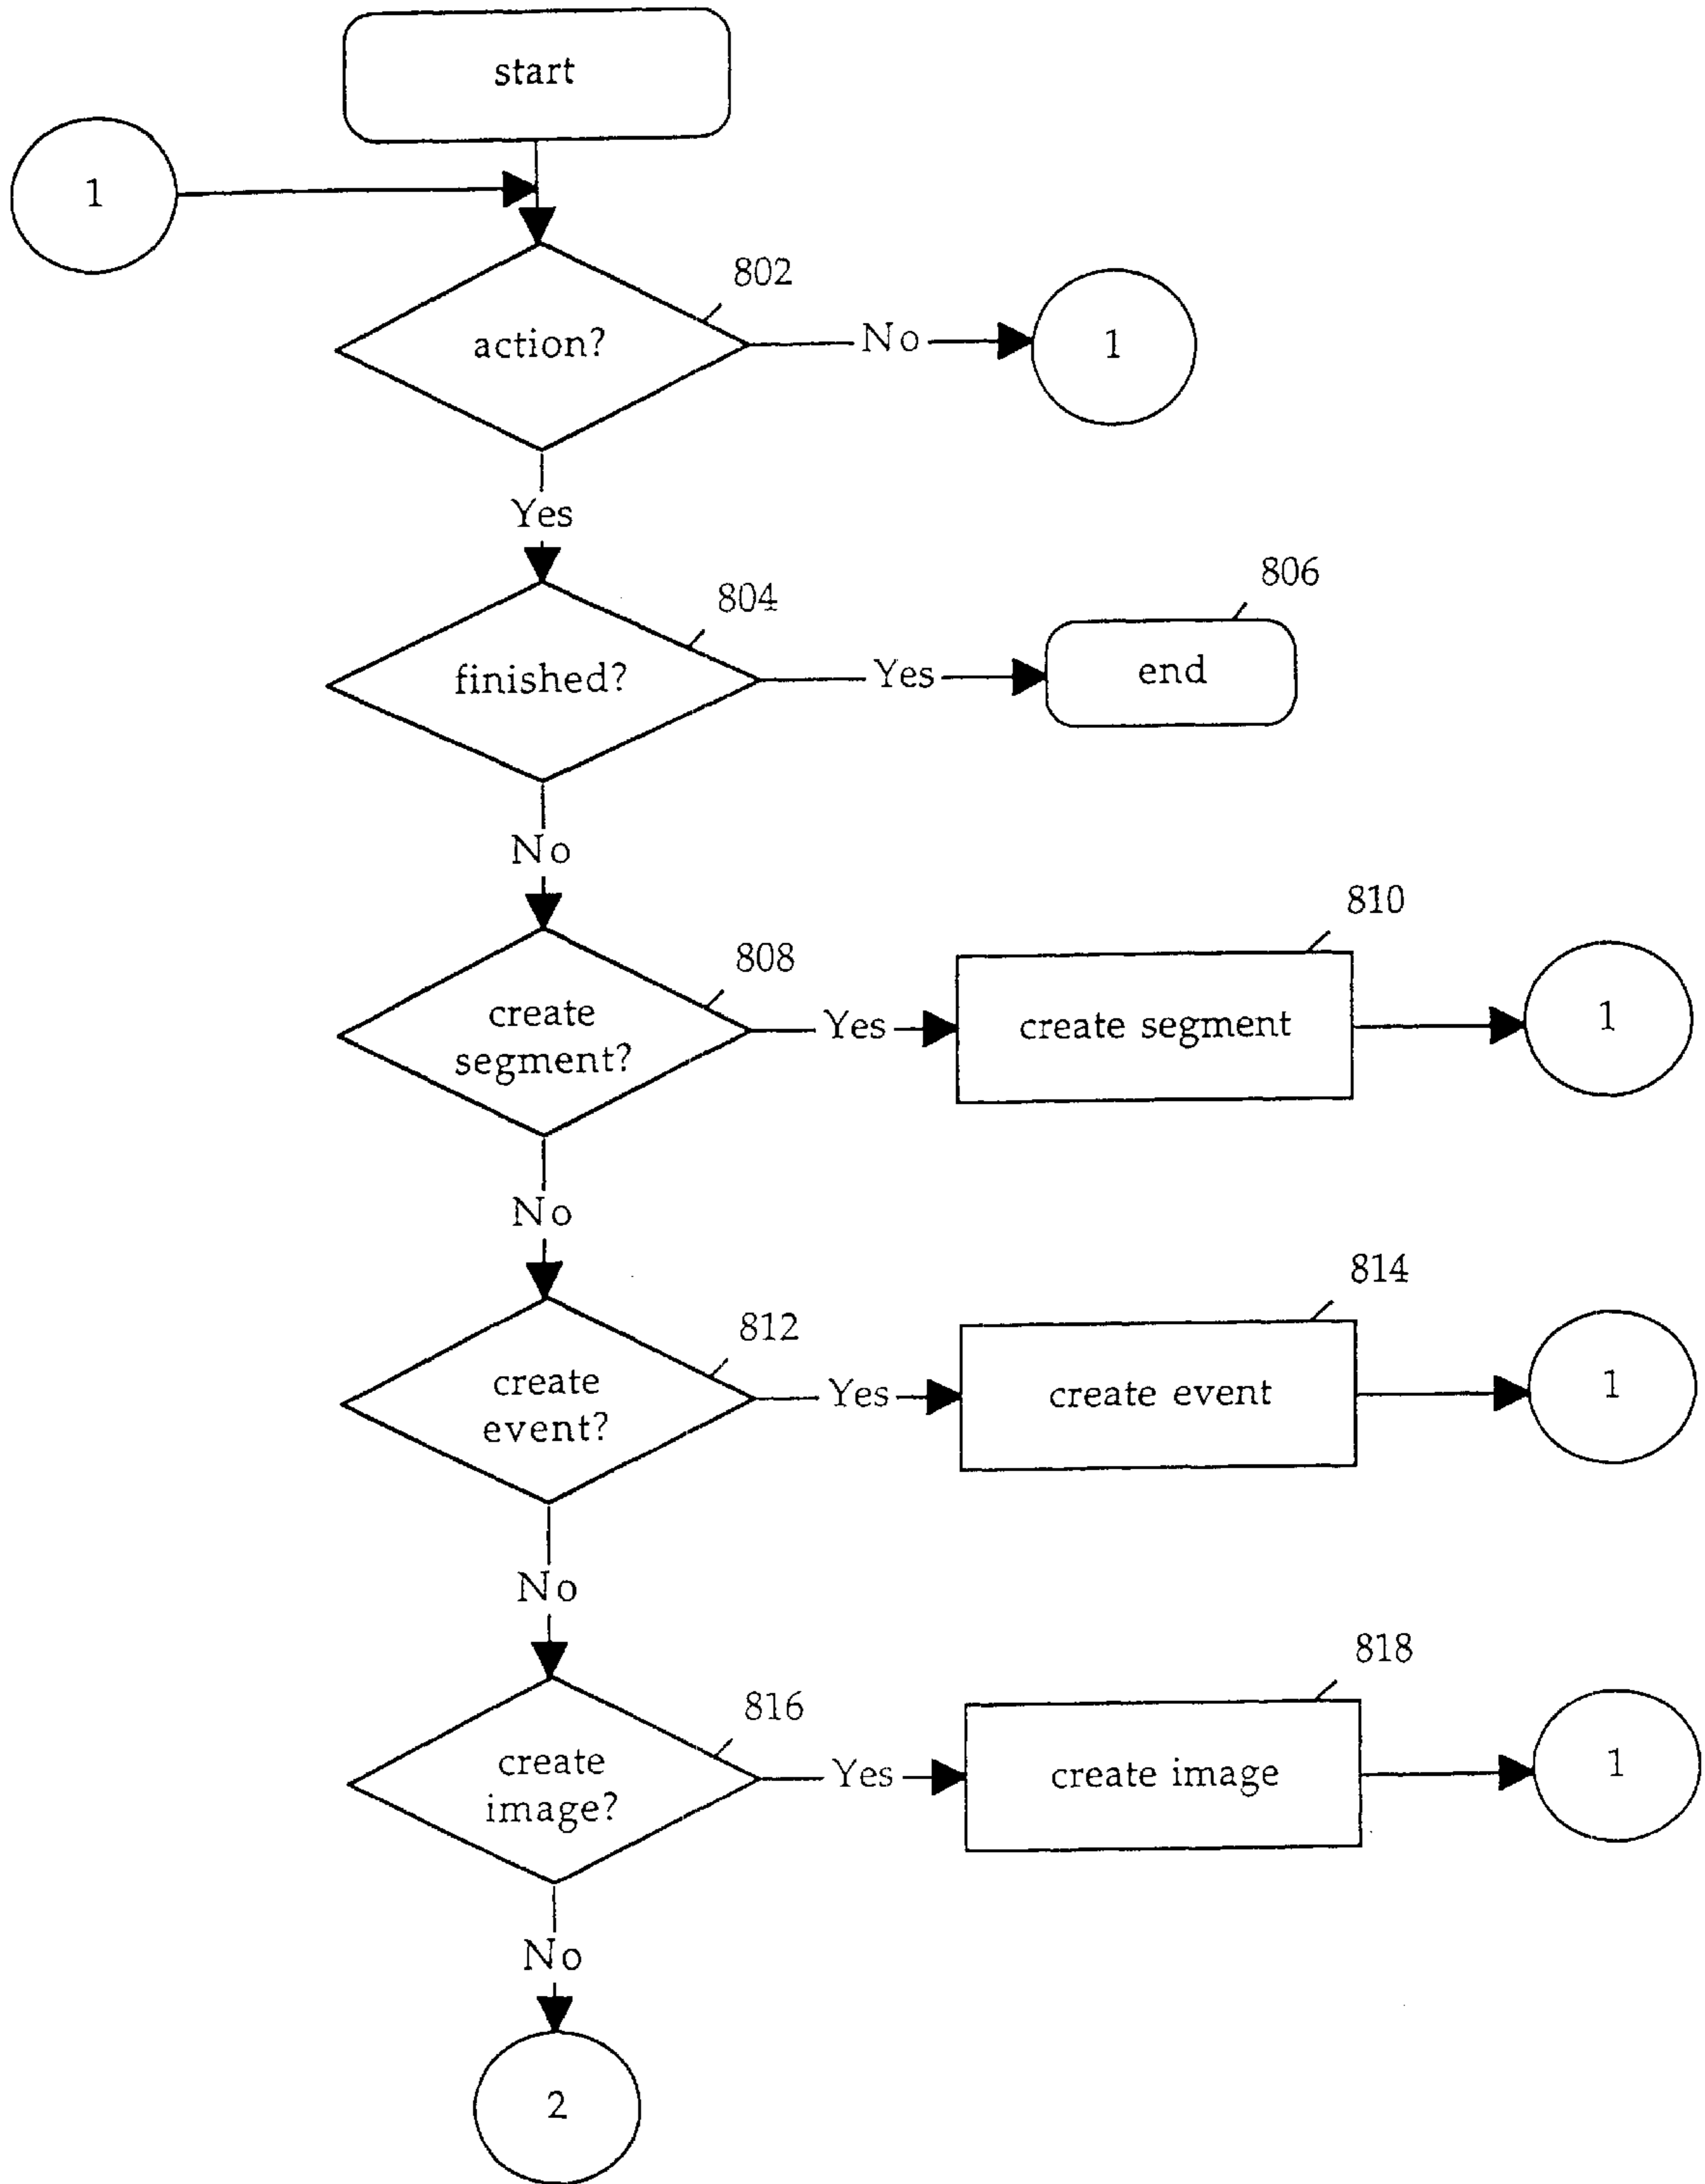 start
1
802
action?
No
1
Yes
804
806
finished?
Yes
end
No
808
810
create
segment?
Yes
create segment
1
No
812
814
create
event?
Yes
create event
1
No
816
818
create
image?
Yes
create image
1
No
2